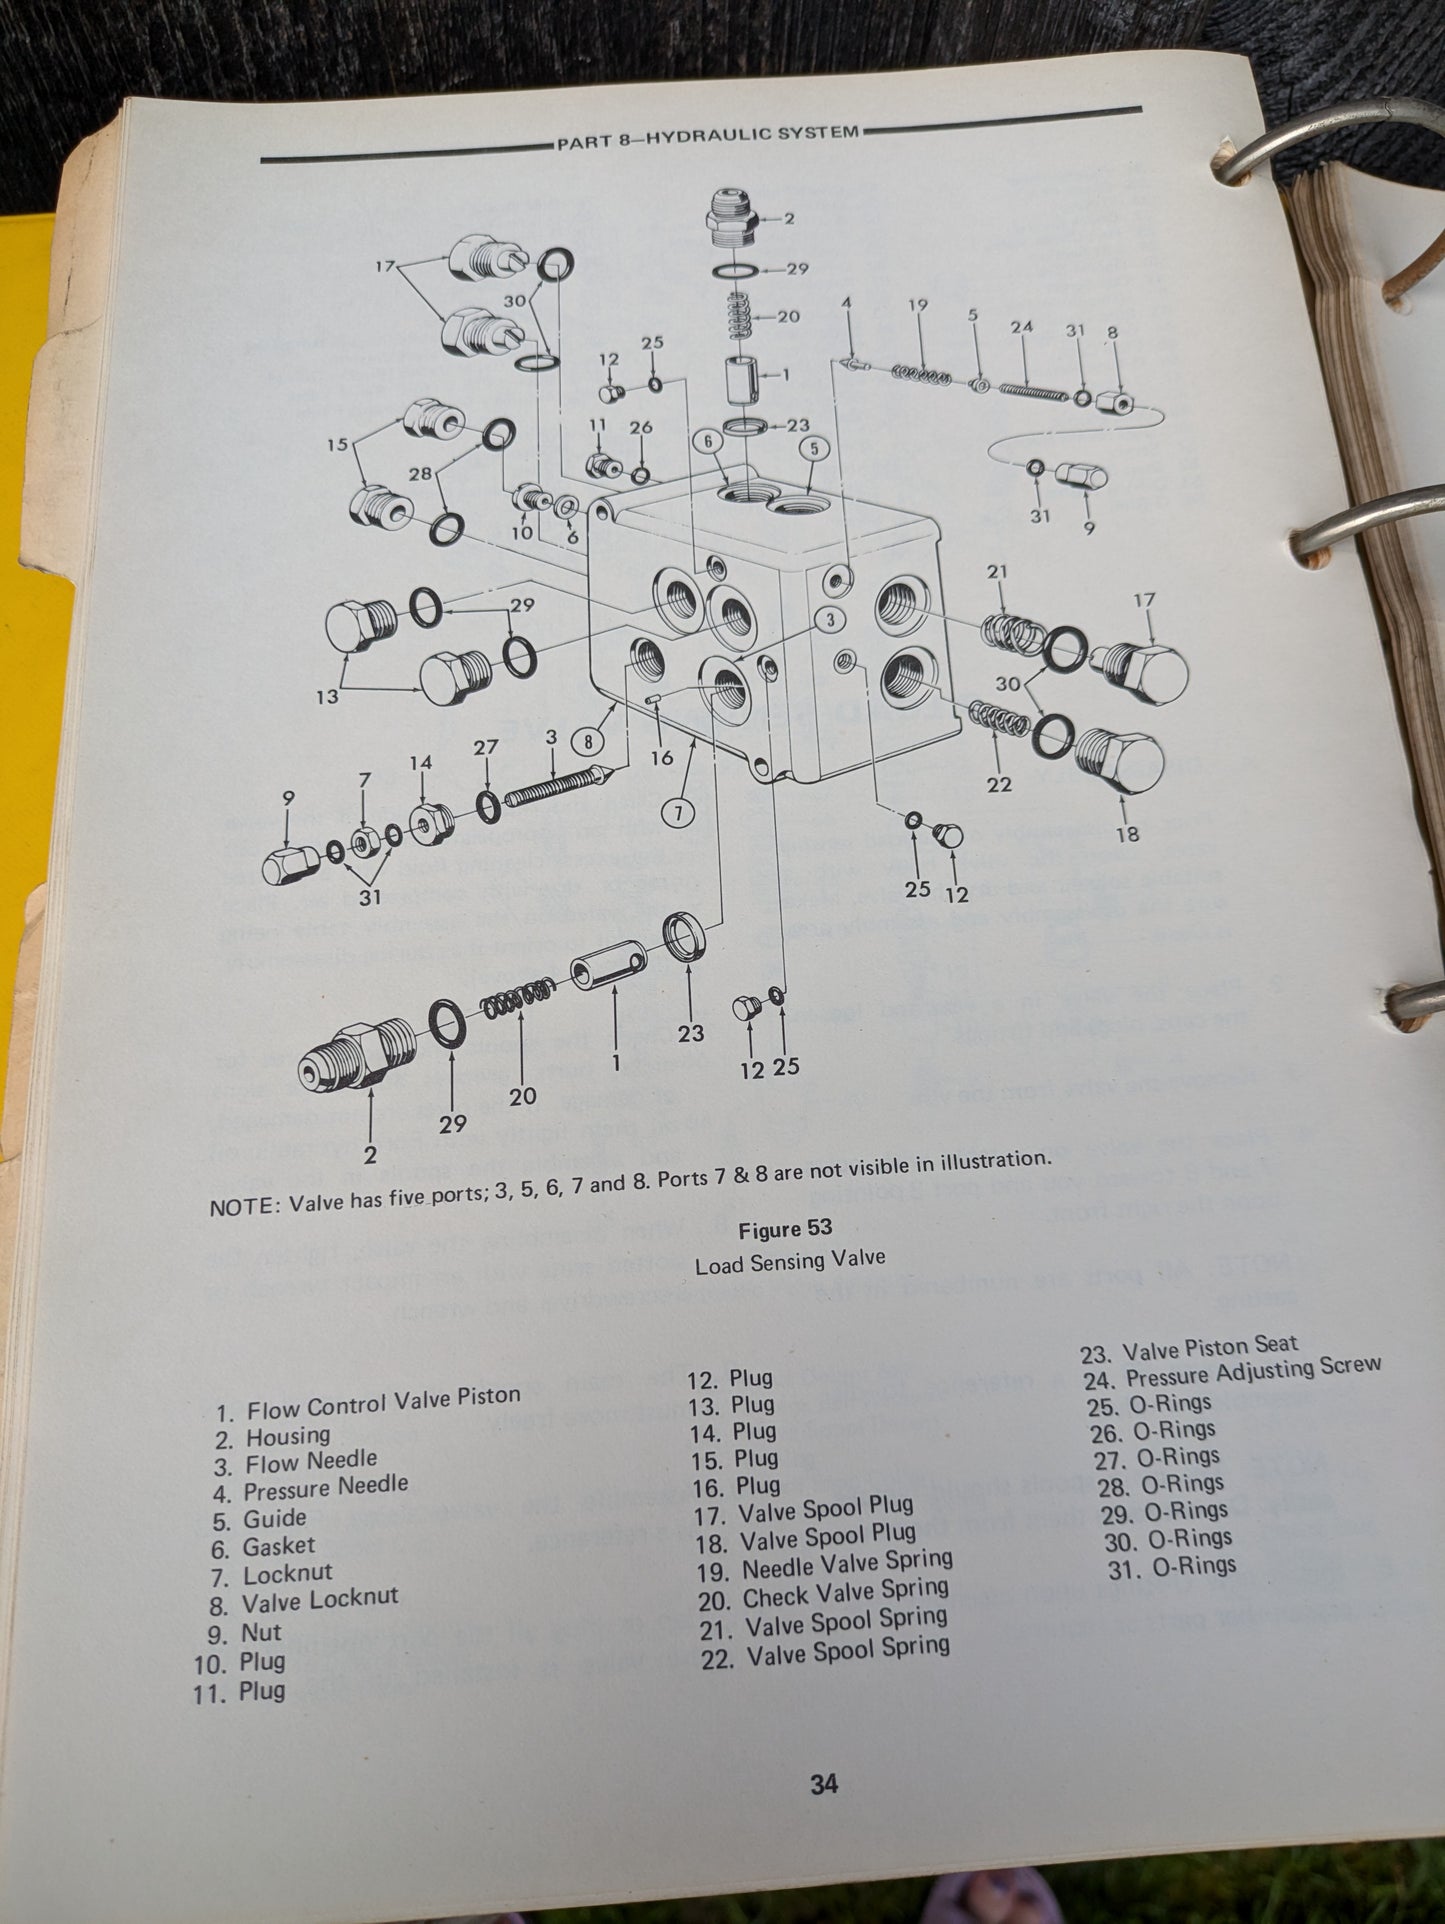 PART 8—HYDRAULIC SYSTEM
2
17
29
30
20
4
19
5
24
31
8
25
12
1
11
26
23
6
5
15
28
10
6
31
9
29
3
21
17
13
30
16
8
3
27
14
7
9
7
22
18
31
25
12
23
1
12 25
20
29
2
NOTE: Valve has five ports; 3, 5, 6, 7 and 8. Ports 7 & 8 are not visible in illustration.
Figure 53
Load Sensing Valve
1. Flow Control Valve Piston
2. Housing
3. Flow Needle
4. Pressure Needle
5. Guide
6. Gasket
7. Locknut
8. Valve Locknut
9. Nut
10. Plug
11. Plug
12. Plug
13. Plug
14. Plug
15. Plug
16. Plug
17. Valve Spool Plug
18. Valve Spool Plug
19. Needle Valve Spring
20. Check Valve Spring
21. Valve Spool Spring
22. Valve Spool Spring
23. Valve Piston Seat
24. Pressure Adjusting Screw
25. O-Rings
26. O-Rings
27. O-Rings
28. O-Rings
29. O-Rings
30. O-Rings
31. O-Rings
34